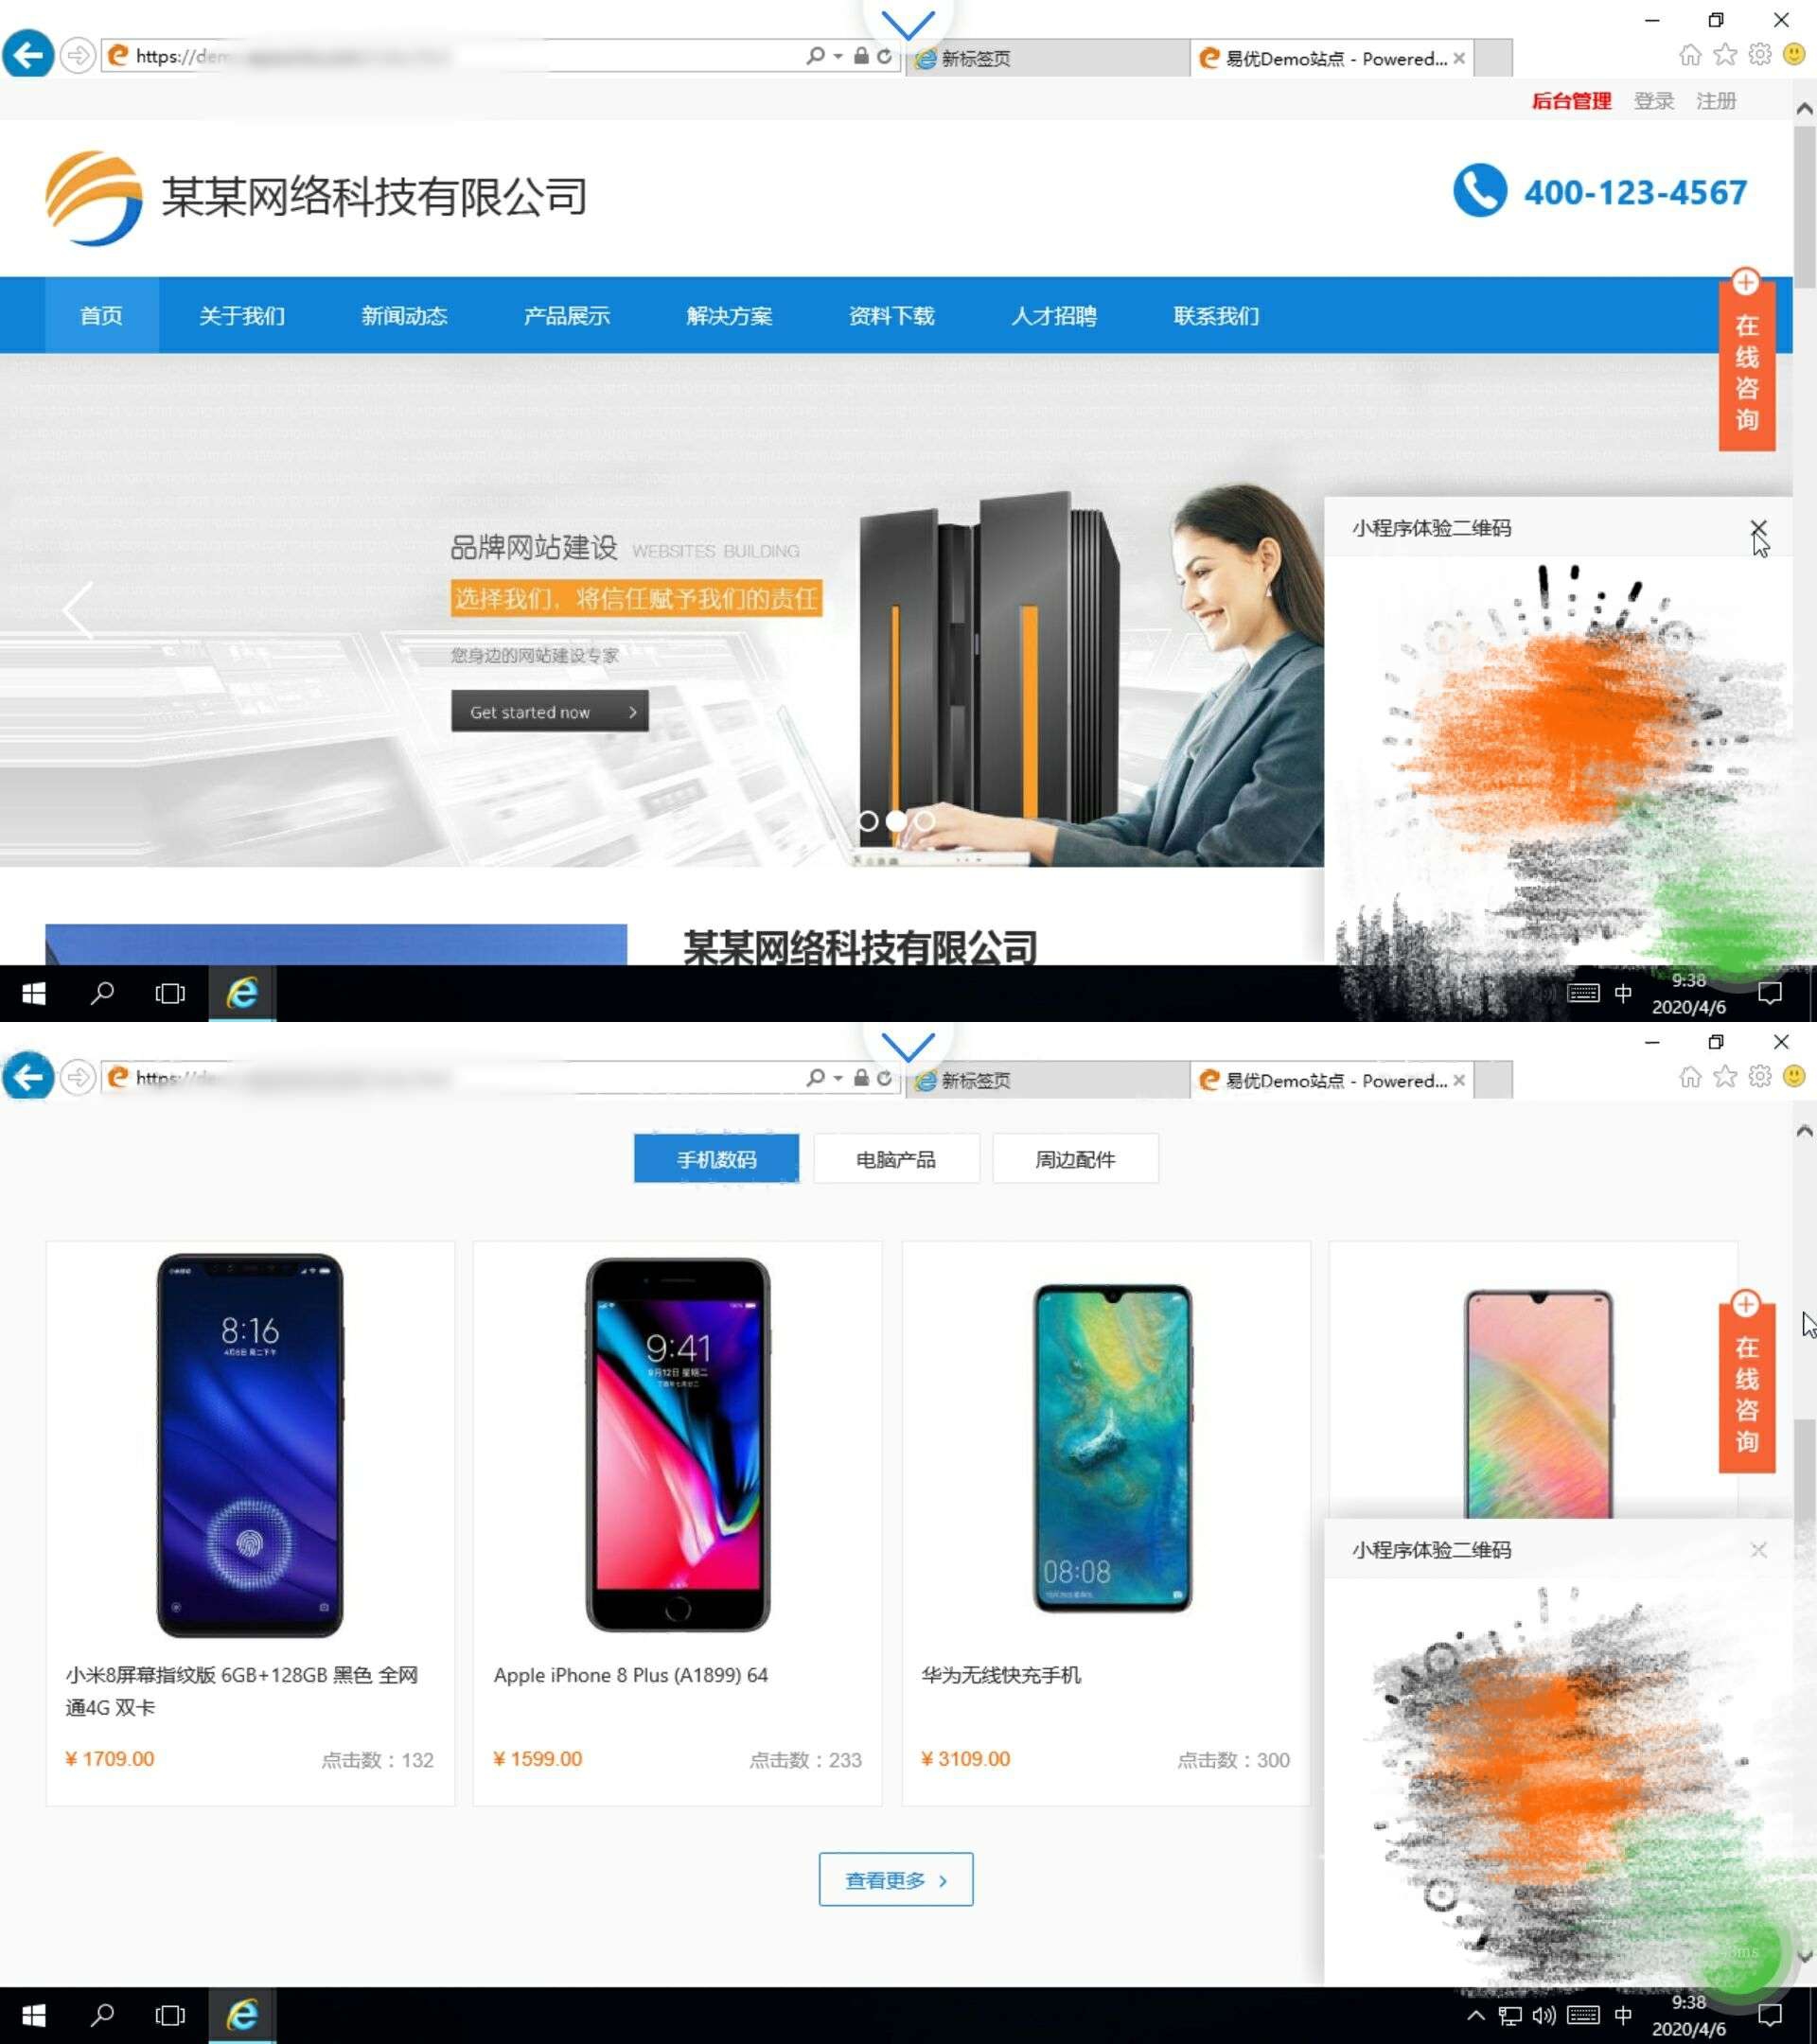 https://dem
新标签页
易优Demo站点 - Powered...
后台管理 登录 注册
某某网络科技有限公司
400-123-4567
首页 关于我们 新闻动态 产品展示 解决方案 资料下载 人才招聘 联系我们
在线咨询
品牌网站建设 WEBSITES BUILDING
选择我们，将信任赋予我们的责任
您身边的网站建设专家
Get started now
小程序体验二维码
某某网络科技有限公司
中
9:38
2020/4/6
https://de
新标签页
易优Demo站点 - Powered...
手机数码 电脑产品 周边配件
8:16
9:41
9月12日 星期二
08:08
在线咨询
小程序体验二维码
小米8屏幕指纹版 6GB+128GB 黑色 全网
通4G 双卡
¥ 1709.00 点击数：132
Apple iPhone 8 Plus (A1899) 64
¥ 1599.00 点击数：233
华为无线快充手机
¥ 3109.00 点击数：300
查看更多
中
9:38
2020/4/6